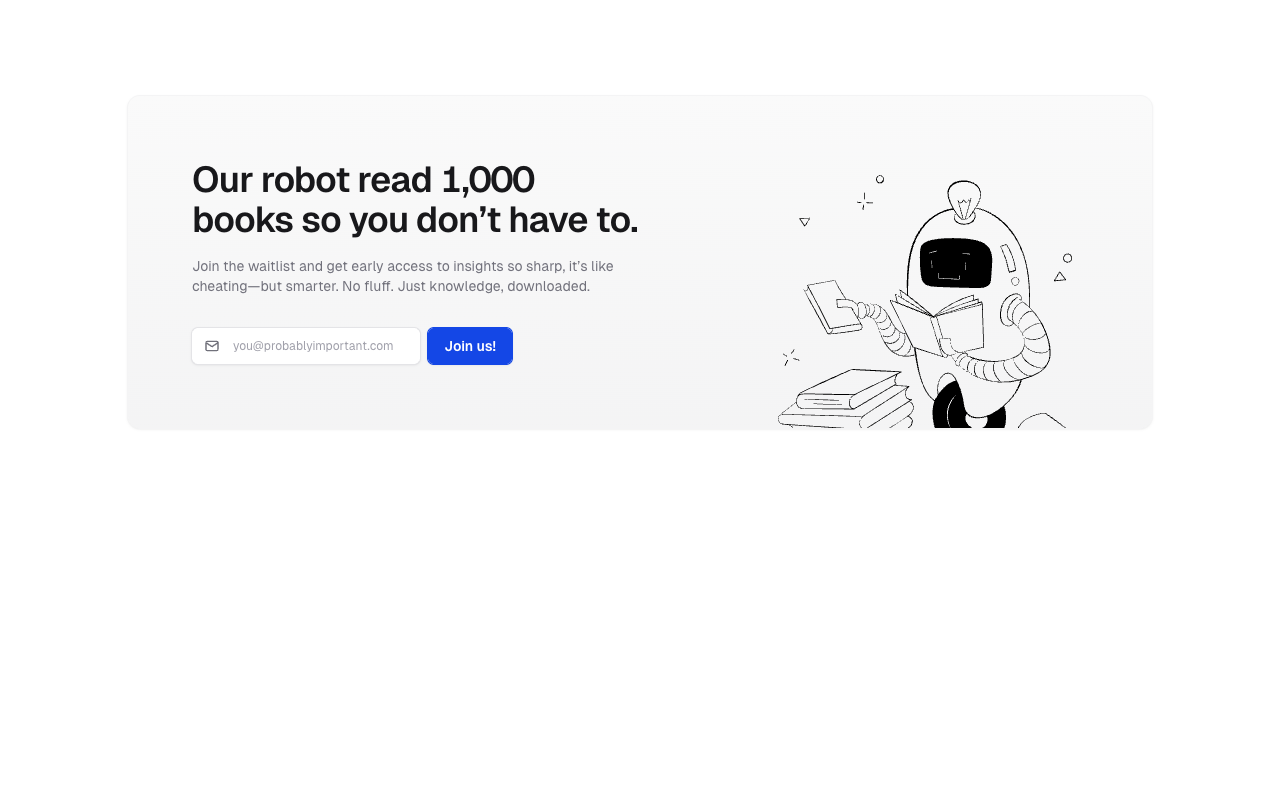 Our robot read 1,000
books so you don’t have to.
Join the waitlist and get early access to insights so sharp, it’s like
cheating—but smarter. No fluff. Just knowledge, downloaded.
you@probablyimportant.com
Join us!